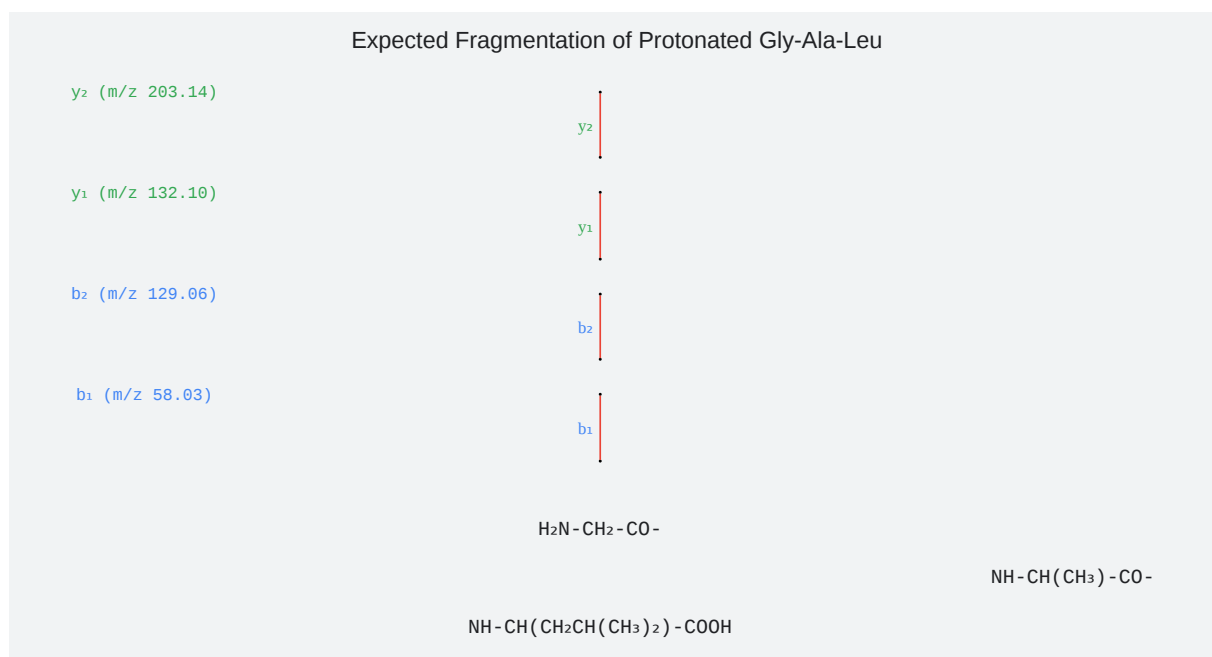 Expected Fragmentation of Protonated Gly-Ala-Leu
y₂ (m/z 203.14)
y₂
y₁ (m/z 132.10)
y₁
b₂ (m/z 129.06)
b₂
b₁ (m/z 58.03)
b₁
H₂N-CH₂-CO-
NH-CH(CH₃)-CO-
NH-CH(CH₂CH(CH₃)₂)-COOH